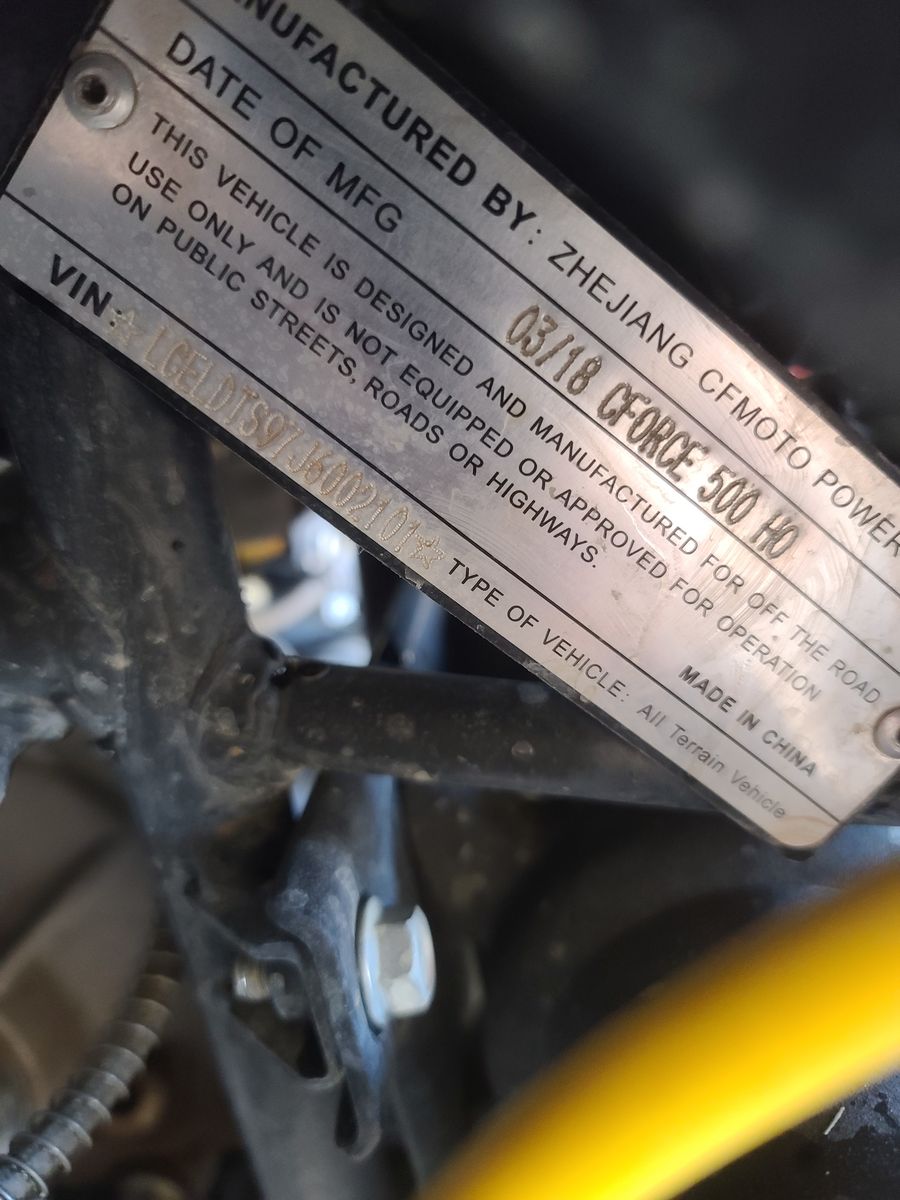 MANUFACTURED BY: ZHEJIANG CFMOTO POWER
DATE OF MFG 03/18 CFORCE 500 HO
THIS VEHICLE IS DESIGNED AND MANUFACTURED FOR OFF THE ROAD
USE ONLY AND IS NOT EQUIPPED OR APPROVED FOR OPERATION
ON PUBLIC STREETS, ROADS OR HIGHWAYS.
MADE IN CHINA
VIN:☆LCELDTS97J6002101☆ TYPE OF VEHICLE: All Terrain Vehicle